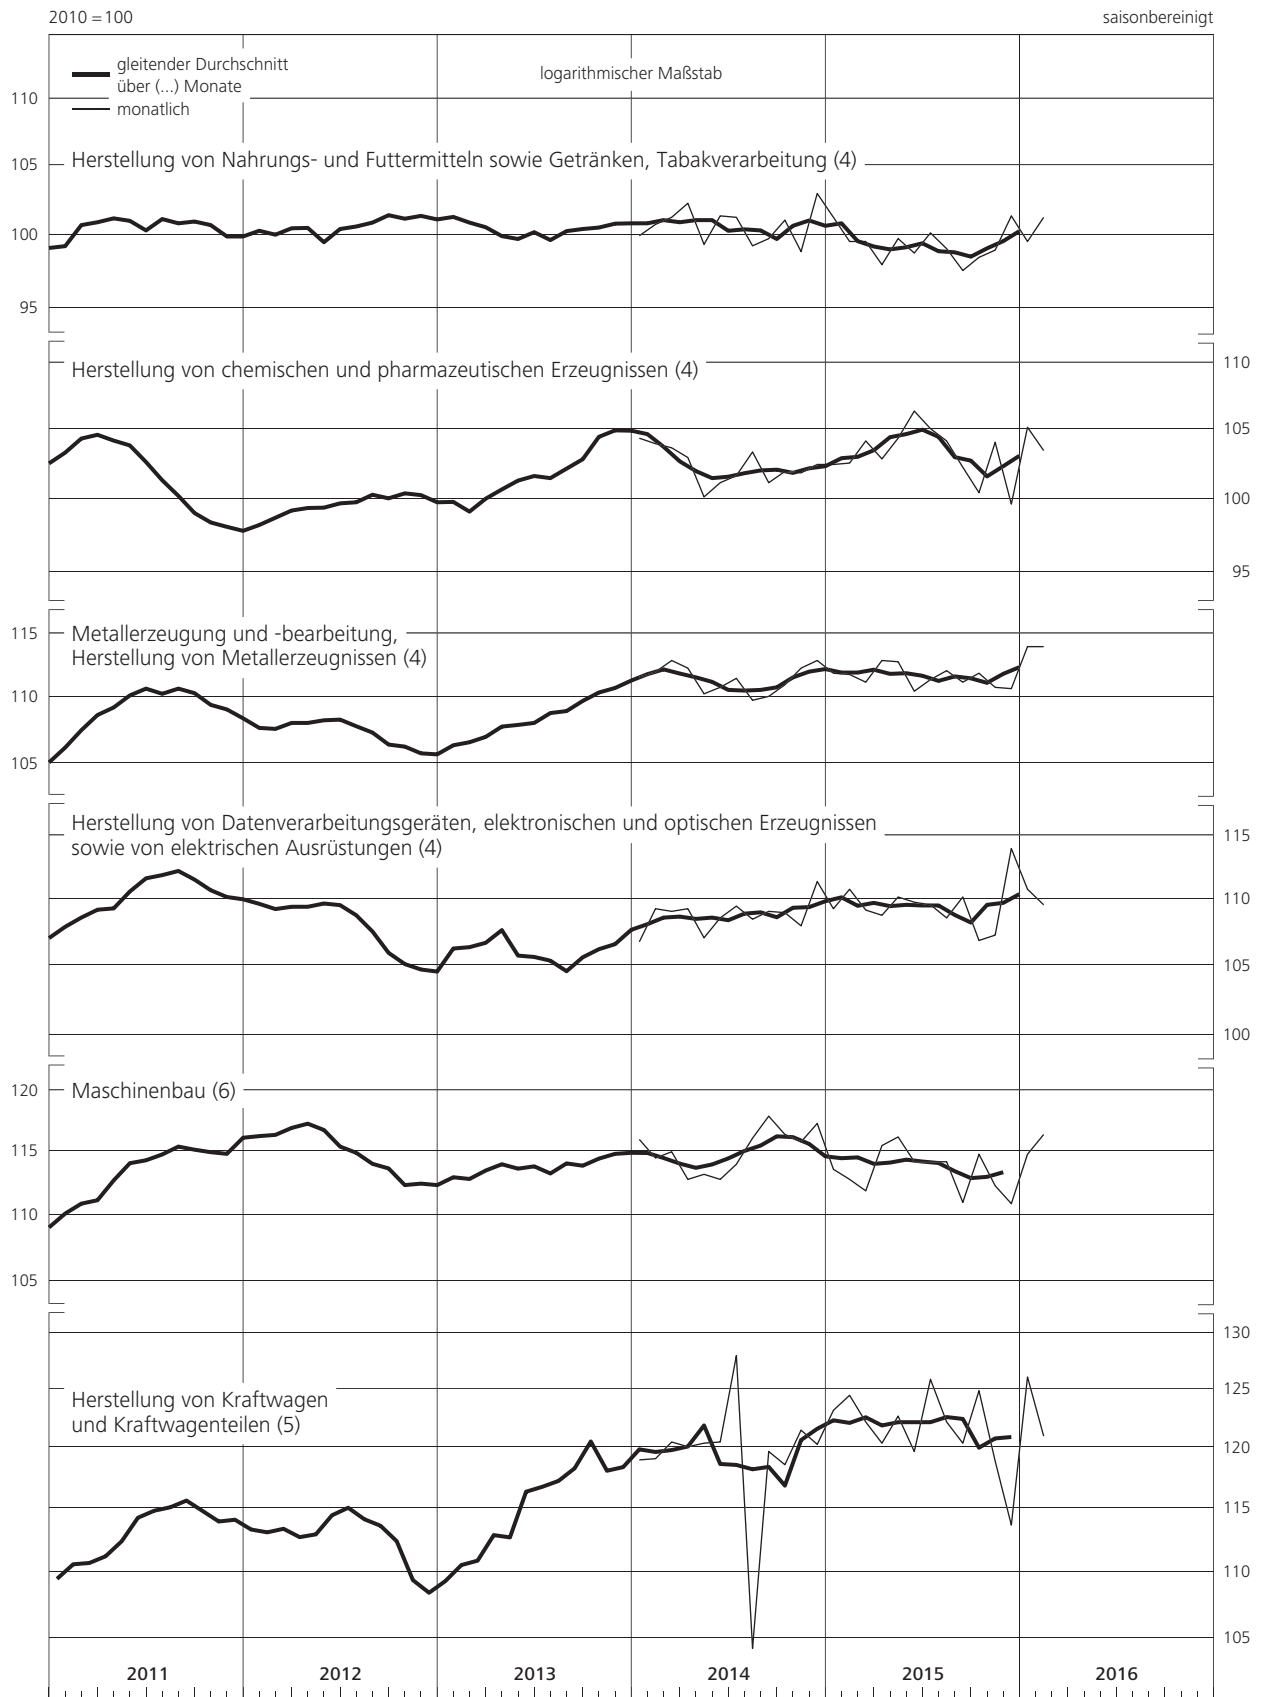 2010 = 100
saisonbereinigt
gleitender Durchschnitt
über (...) Monate
monatlich
logarithmischer Maßstab
110
Herstellung von Nahrungs- und Futtermitteln sowie Getränken, Tabakverarbeitung (4)
105
100
95
Herstellung von chemischen und pharmazeutischen Erzeugnissen (4)
110
105
100
95
Metallerzeugung und -bearbeitung,
Herstellung von Metallerzeugnissen (4)
115
110
105
Herstellung von Datenverarbeitungsgeräten, elektronischen und optischen Erzeugnissen
sowie von elektrischen Ausrüstungen (4)
115
110
105
100
Maschinenbau (6)
120
115
110
105
Herstellung von Kraftwagen
und Kraftwagenteilen (5)
130
125
120
115
110
105
2011 2012 2013 2014 2015 2016